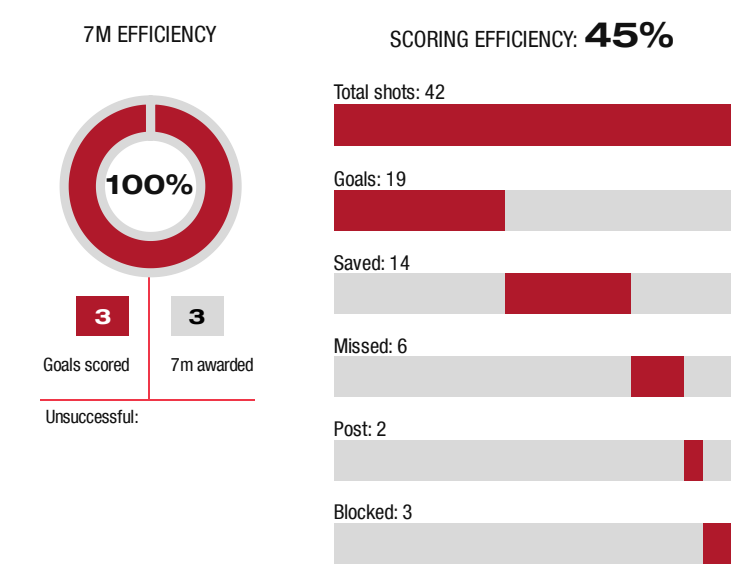 7M EFFICIENCY
100%
3
3
Goals scored
7m awarded
Unsuccessful:
SCORING EFFICIENCY: 45%
Total shots: 42
Goals: 19
Saved: 14
Missed: 6
Post: 2
Blocked: 3